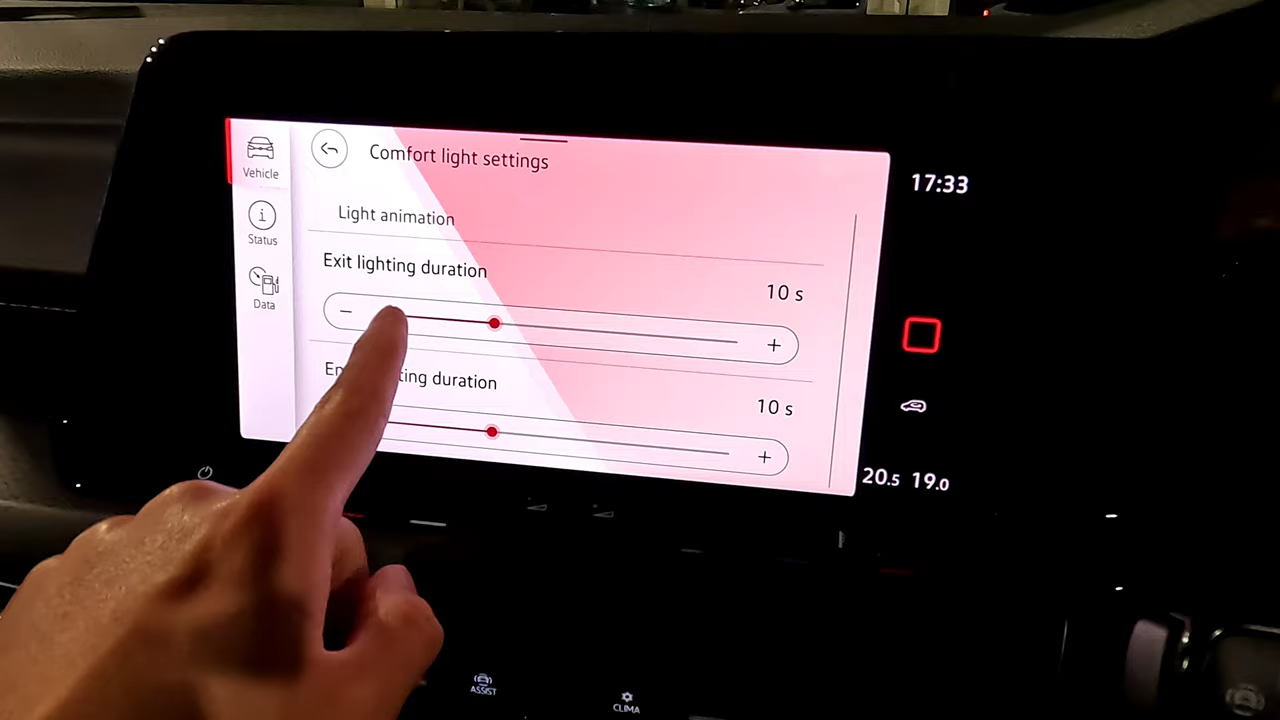 Vehicle
Status
Data
Comfort light settings
Light animation
Exit lighting duration
10 s
−
+
duration
10 s
+
17:33
20.5 19.0
ASSIST
CLIMA